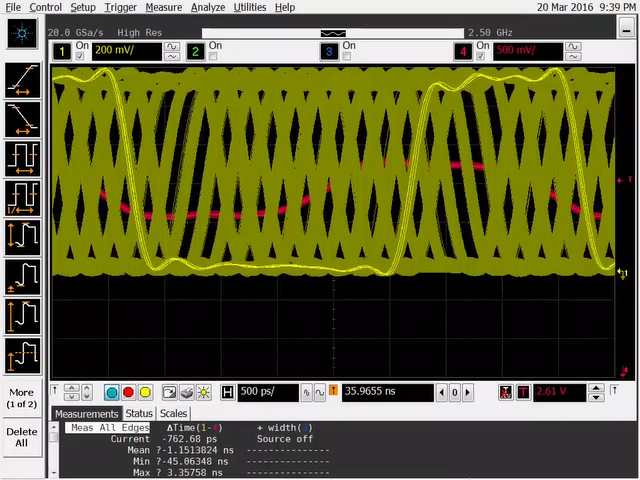 File Control Setup Trigger Measure Analyze Utilities Help 20 Mar 2016 9:39 PM
20.0 GSa/s High Res 2.50 GHz
1 On 200 mV/ 2 On 3 On 4 On 500 mV/
T
1
More
(1 of 2)
Delete
All
H 500 ps/ 35.9655 ns 0 T 2.61 V
Measurements Status Scales
Meas All Edges ΔTime(1-4) + width(3)
Current -762.68 ps Source off
Mean ?-1.1513824 ns --------------
Min ?-45.06348 ns --------------
Max ? 3.35758 ns --------------